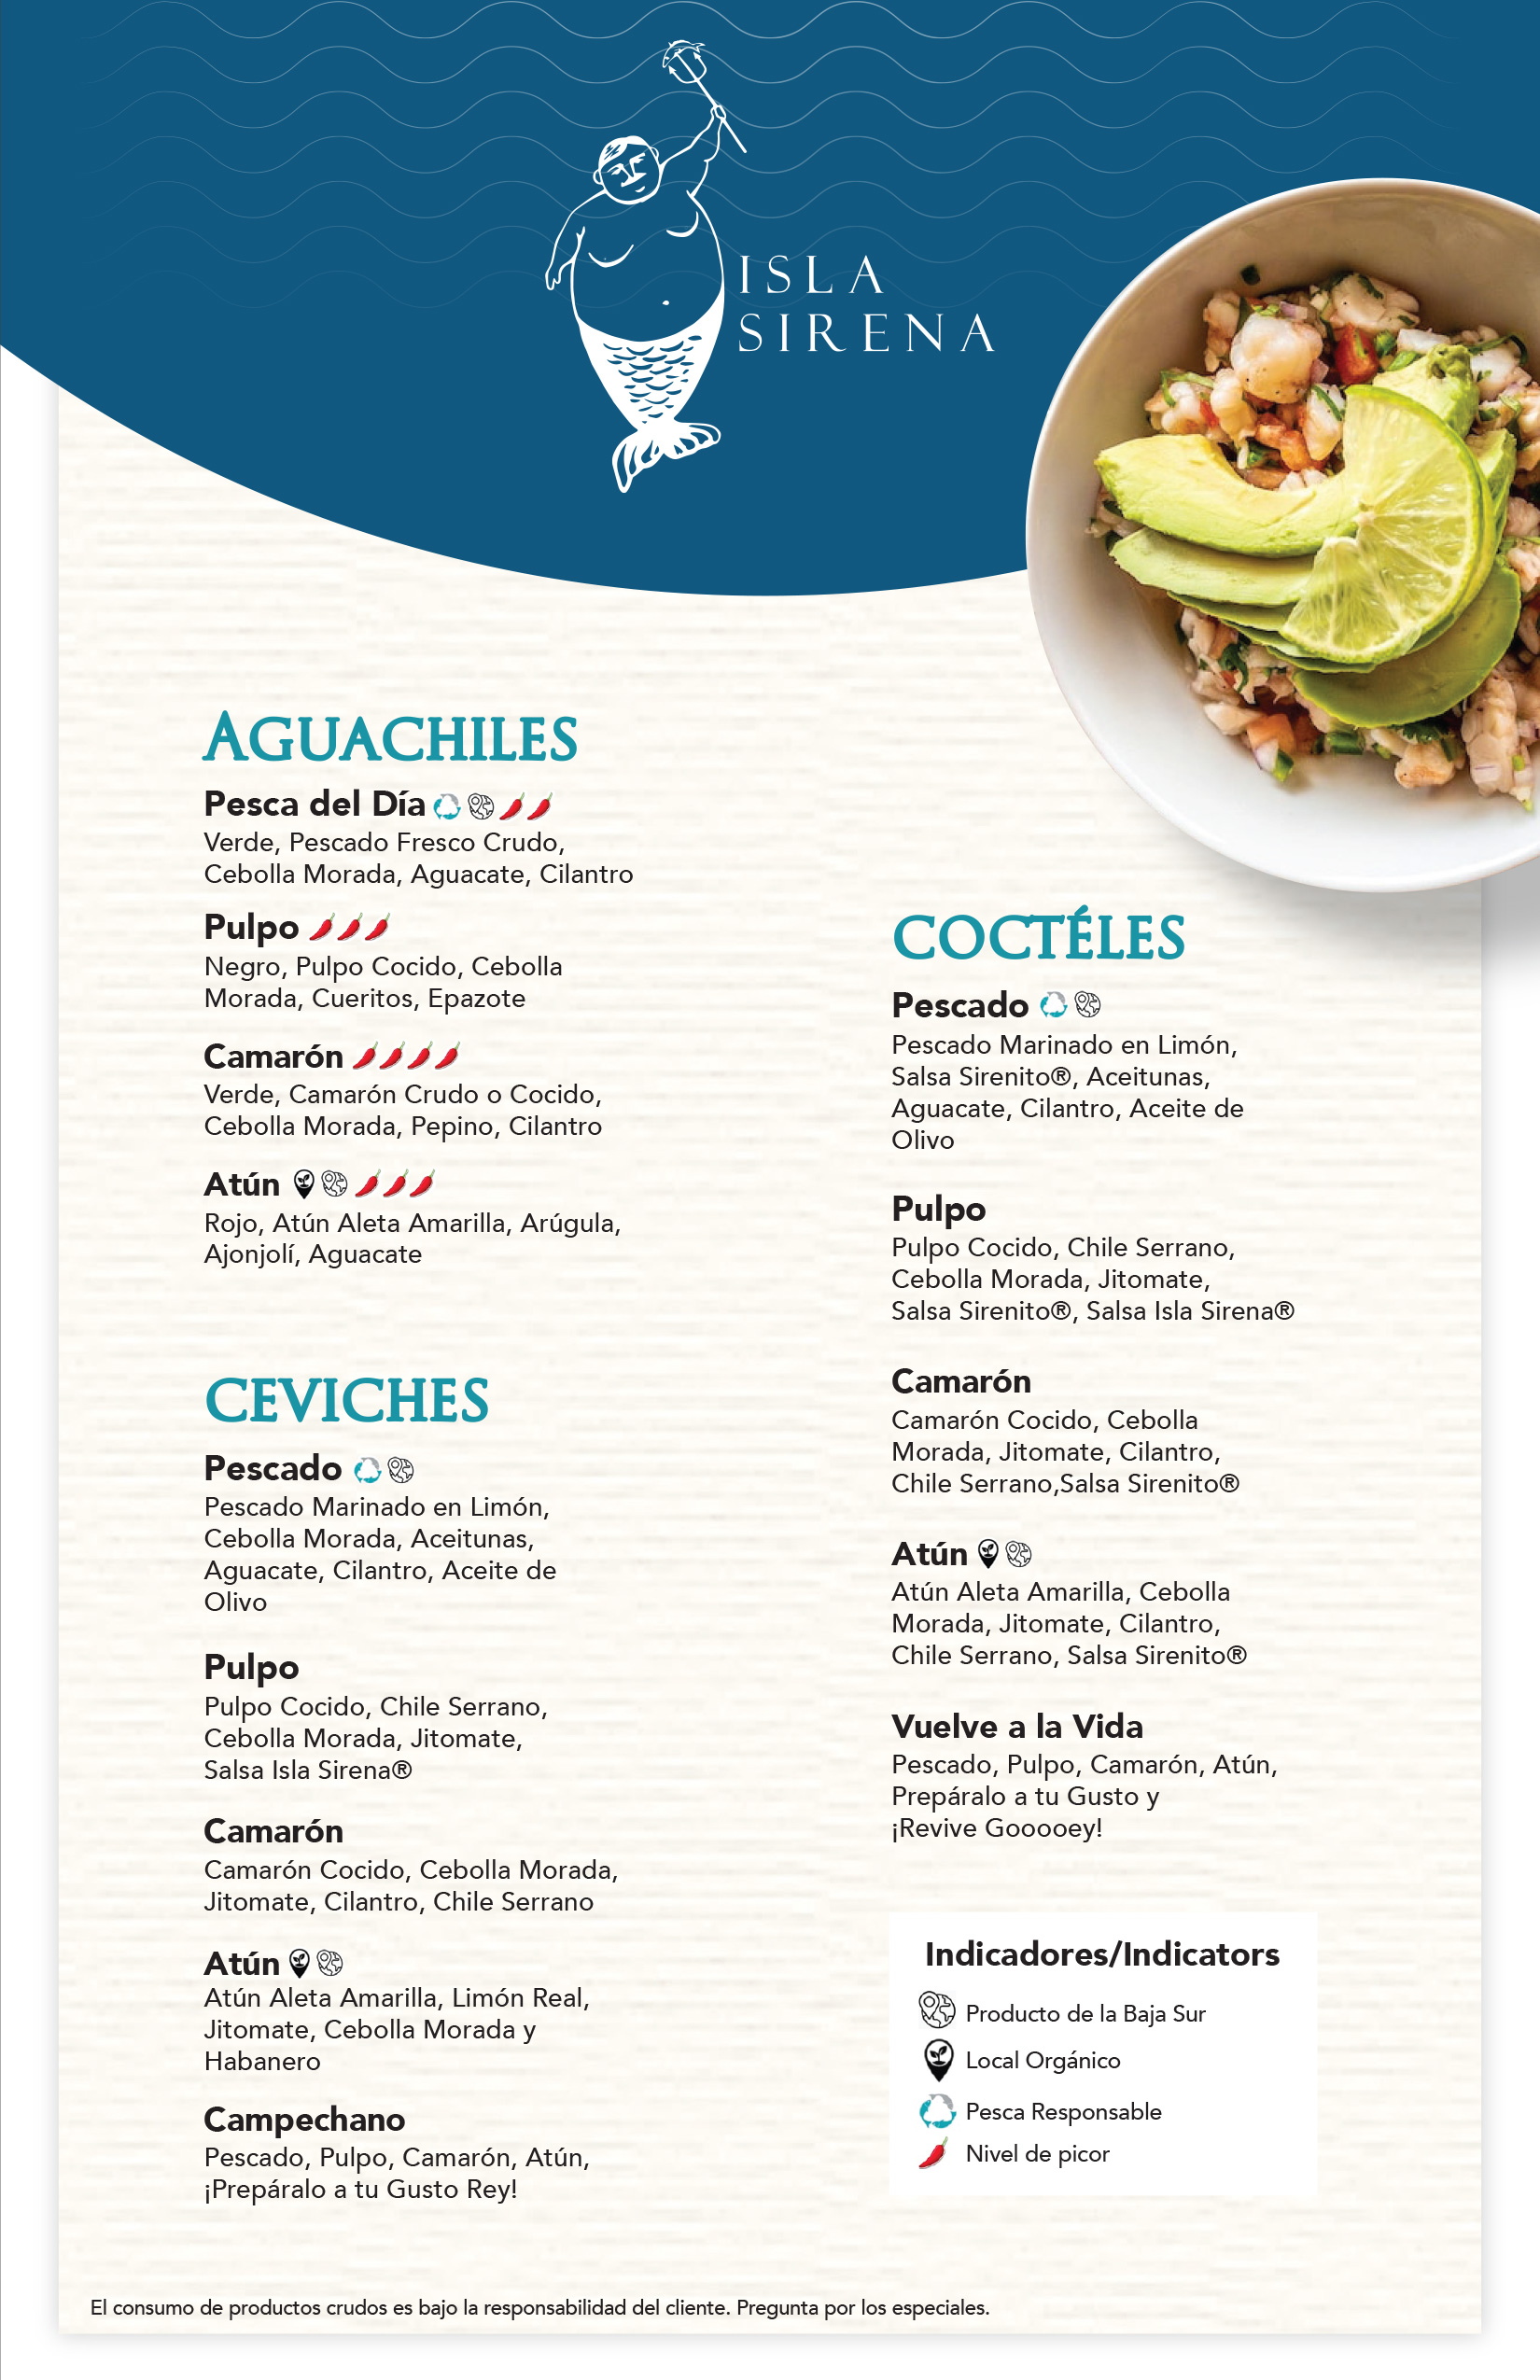 ISLA
SIRENA
AGUACHILES
Pesca del Día
Verde, Pescado Fresco Crudo,
Cebolla Morada, Aguacate, Cilantro
Pulpo
Negro, Pulpo Cocido, Cebolla
Morada, Cueritos, Epazote
Camarón
Verde, Camarón Crudo o Cocido,
Cebolla Morada, Pepino, Cilantro
Atún
Rojo, Atún Aleta Amarilla, Arúgula,
Ajonjolí, Aguacate
CEVICHES
Pescado
Pescado Marinado en Limón,
Cebolla Morada, Aceitunas,
Aguacate, Cilantro, Aceite de
Olivo
Pulpo
Pulpo Cocido, Chile Serrano,
Cebolla Morada, Jitomate,
Salsa Isla Sirena®
Camarón
Camarón Cocido, Cebolla Morada,
Jitomate, Cilantro, Chile Serrano
Atún
Atún Aleta Amarilla, Limón Real,
Jitomate, Cebolla Morada y
Habanero
Campechano
Pescado, Pulpo, Camarón, Atún,
¡Prepáralo a tu Gusto Rey!
COCTÉLES
Pescado
Pescado Marinado en Limón,
Salsa Sirenito®, Aceitunas,
Aguacate, Cilantro, Aceite de
Olivo
Pulpo
Pulpo Cocido, Chile Serrano,
Cebolla Morada, Jitomate,
Salsa Sirenito®, Salsa Isla Sirena®
Camarón
Camarón Cocido, Cebolla
Morada, Jitomate, Cilantro,
Chile Serrano,Salsa Sirenito®
Atún
Atún Aleta Amarilla, Cebolla
Morada, Jitomate, Cilantro,
Chile Serrano, Salsa Sirenito®
Vuelve a la Vida
Pescado, Pulpo, Camarón, Atún,
Prepáralo a tu Gusto y
¡Revive Gooooey!
Indicadores/Indicators
Producto de la Baja Sur
Local Orgánico
Pesca Responsable
Nivel de picor
El consumo de productos crudos es bajo la responsabilidad del cliente. Pregunta por los especiales.